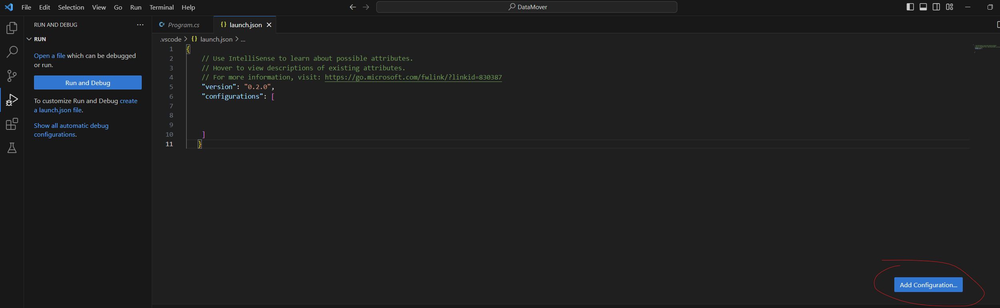 File Edit Selection View Go Run Terminal Help
DataMover
RUN AND DEBUG
RUN
Open a file which can be debugged
or run.
Run and Debug
To customize Run and Debug create
a launch.json file.
Show all automatic debug
configurations.
C# Program.cs {} launch.json
.vscode > {} launch.json > ...
1 {
2 // Use IntelliSense to learn about possible attributes.
3 // Hover to view descriptions of existing attributes.
4 // For more information, visit: https://go.microsoft.com/fwlink/?linkid=830387
5 "version": "0.2.0",
6 "configurations": [
7
8
9
10 ]
11 }
Add Configuration...